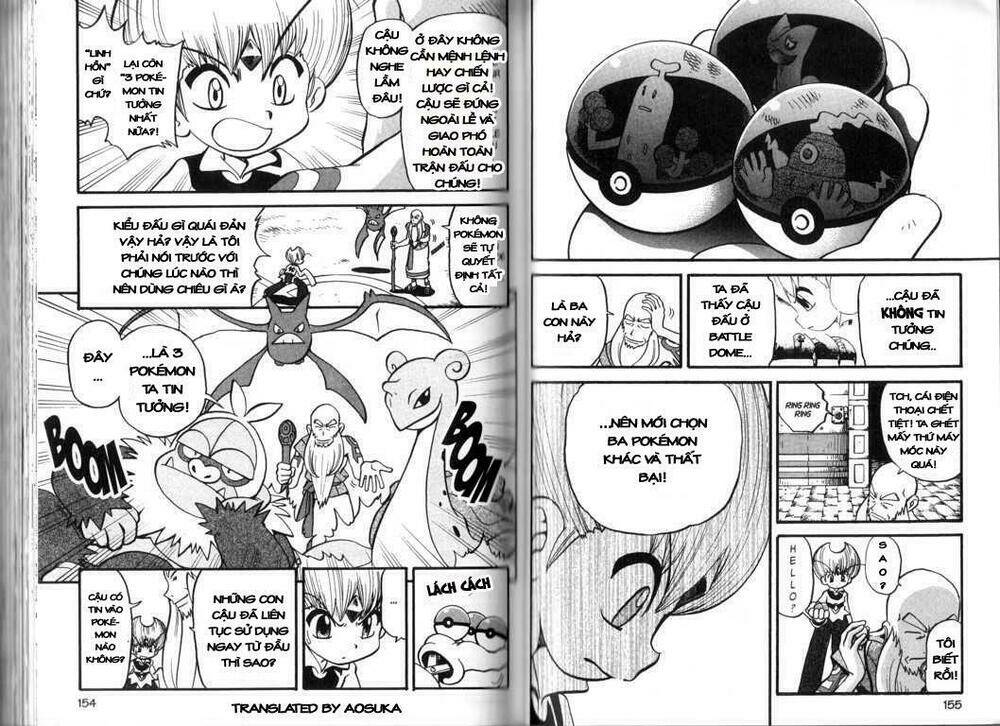 Ở ĐÂY KHÔNG
CẦN MỆNH LỆNH
HAY CHIẾN
LƯỢC GÌ CẢ!
CẬU SẼ ĐỨNG
NGOÀI LỀ VÀ
GIAO PHÓ
HOÀN TOÀN
TRẬN ĐẤU CHO
CHÚNG!
CẬU
KHÔNG
NGHE
LẦM
ĐÂU!
LẠI CÒN
"3 POKÉ-
MON TIN
TƯỞNG
NHẤT
NỮA?!
"LINH
HỒN" GÌ
CHỨ?
KHÔNG
POKÉMON
SẼ TỰ
QUYẾT
ĐỊNH TẤT
CẢ!
KIỂU ĐẤU GÌ QUÁI ĐẢN
VẬY HẢ? VẬY LÀ TÔI
PHẢI NÓI TRƯỚC VỚI
CHÚNG LÚC NÀO THÌ
NÊN DÙNG CHIÊU GÌ À?
ĐÂY
...
...LÀ 3
POKÉMON
TA TIN
TƯỞNG!
BOOM
BOOM
LÁCH CÁCH
...
NHỮNG CON
CẬU ĐÃ LIÊN
TỤC SỬ DỤNG
NGAY TỪ ĐẦU
THÌ SAO?
CẬU CÓ
TIN VÀO
POKÉ-
MON NÀO
KHÔNG?
154
TRANSLATED BY AOSUKA
...CẬU ĐÃ
KHÔNG TIN
TƯỞNG
CHÚNG..
TA ĐÃ
THẤY CẬU
ĐẤU Ở
BATTLE
DOME...
LÀ BA
CON NÀY
HẢ?
TCH, CÁI ĐIỆN
THOẠI CHẾT
TIỆT! TA GHÉT
MẤY THỨ MÁY
MÓC NÀY
QUÁ!
RING RING
RING
...NÊN MỚI CHỌN
BA POKÉMON
KHÁC VÀ THẤT
BẠI!
SAO?
HELLO?
TÔI
BIẾT
RỒI!
155